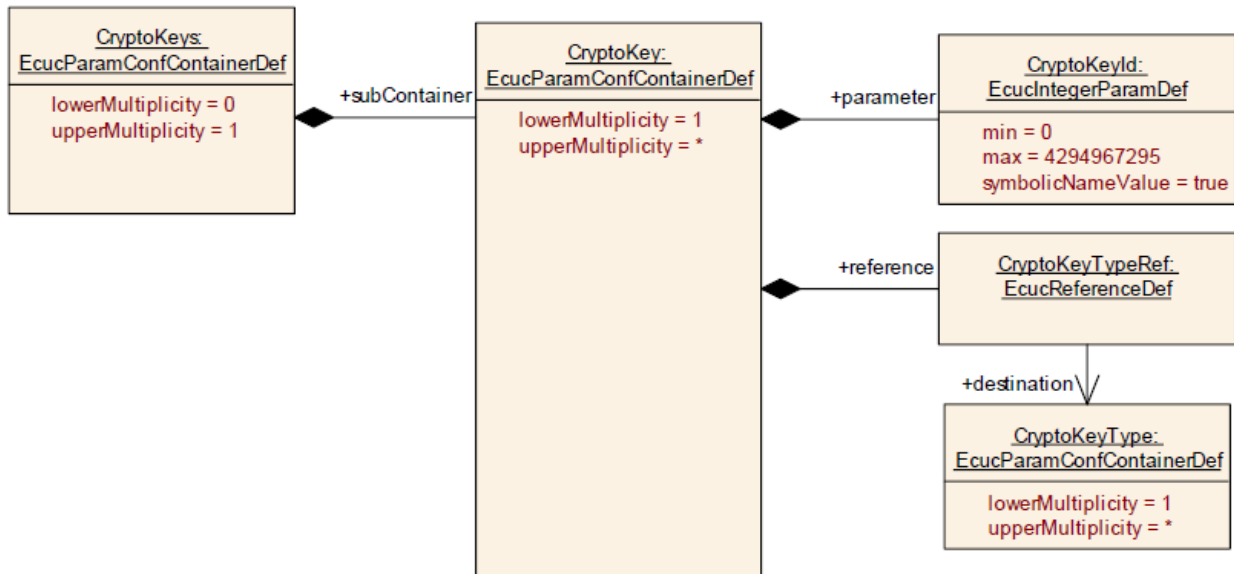 CryptoKeys:
EcucParamConfContainerDef
lowerMultiplicity = 0
upperMultiplicity = 1
+subContainer
CryptoKey:
EcucParamConfContainerDef
lowerMultiplicity = 1
upperMultiplicity = *
+parameter
CryptoKeyId:
EcucIntegerParamDef
min = 0
max = 4294967295
symbolicNameValue = true
+reference
CryptoKeyTypeRef:
EcucReferenceDef
+destination
CryptoKeyType:
EcucParamConfContainerDef
lowerMultiplicity = 1
upperMultiplicity = *